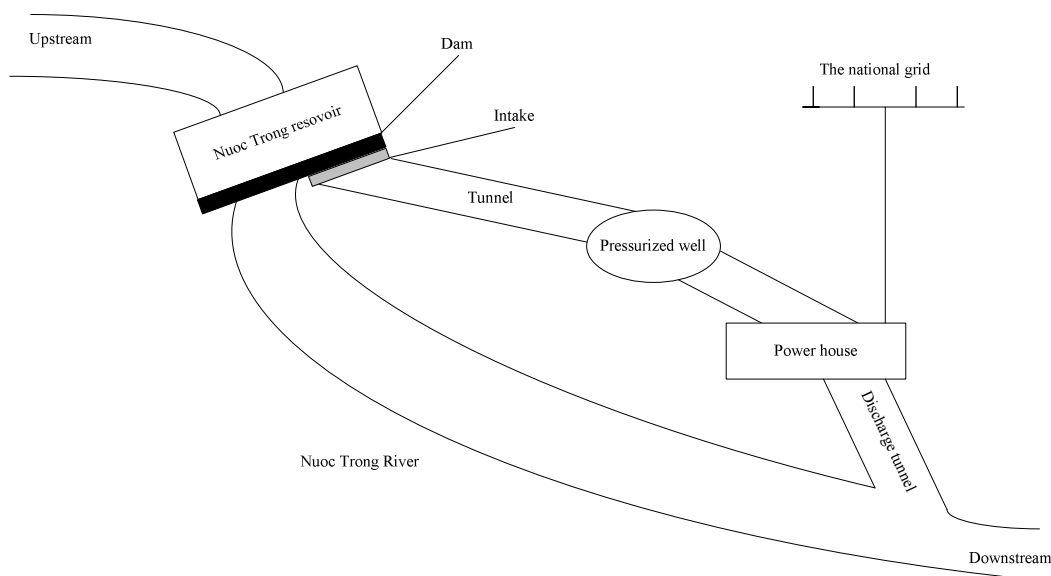 Upstream
Dam
The national grid
Nuoc Trong resovoir
Intake
Tunnel
Pressurized well
Power house
Discharge tunnel
Nuoc Trong River
Downstream